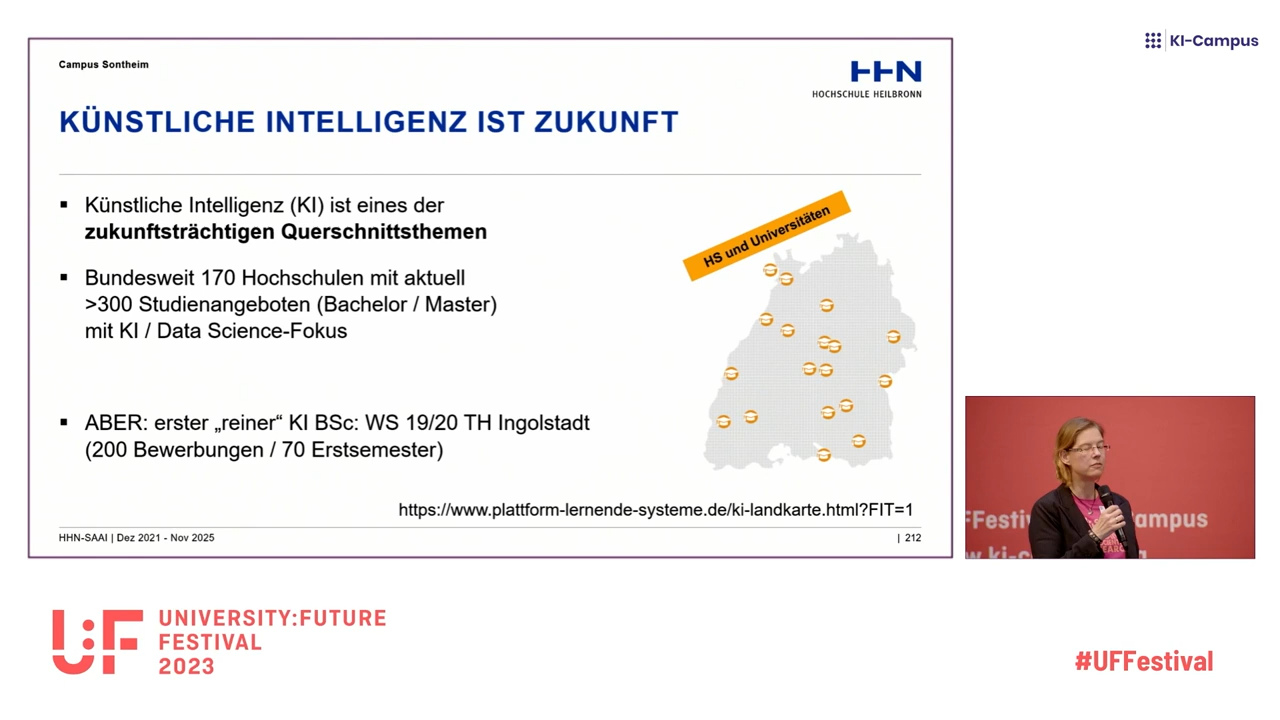 KI-Campus
Campus Sontheim
HHN
HOCHSCHULE HEILBRONN
KÜNSTLICHE INTELLIGENZ IST ZUKUNFT
▪ Künstliche Intelligenz (KI) ist eines der
zukunftsträchtigen Querschnittsthemen
▪ Bundesweit 170 Hochschulen mit aktuell
>300 Studienangeboten (Bachelor / Master)
mit KI / Data Science-Fokus
▪ ABER: erster „reiner“ KI BSc: WS 19/20 TH Ingolstadt
(200 Bewerbungen / 70 Erstsemester)
HS und Universitäten
https://www.plattform-lernende-systeme.de/ki-landkarte.html?FIT=1
HHN-SAAI | Dez 2021 - Nov 2025
| 212
U:F
UNIVERSITY:FUTURE
FESTIVAL
2023
#UFFestival